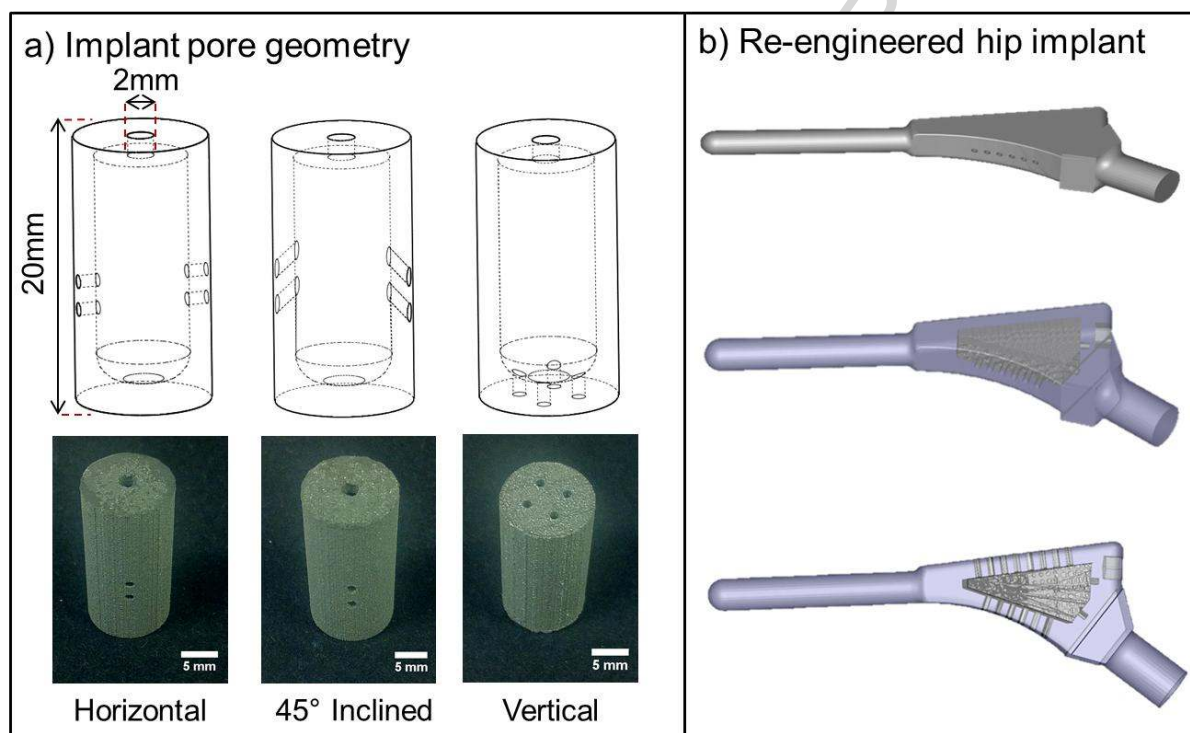 a) Implant pore geometry
2mm
20mm
5 mm
5 mm
5 mm
Horizontal
45° Inclined
Vertical
b) Re-engineered hip implant